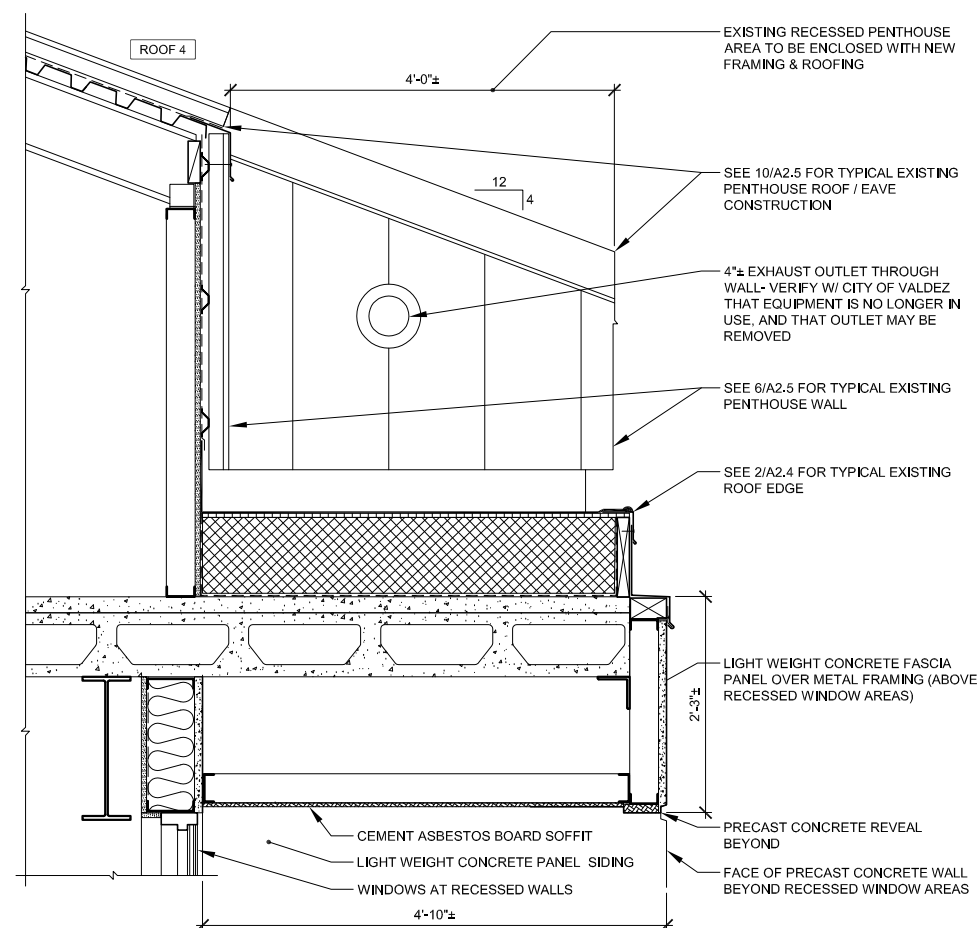 ROOF 4
4'-0"±
EXISTING RECESSED PENTHOUSE
AREA TO BE ENCLOSED WITH NEW
FRAMING & ROOFING
12
4
SEE 10/A2.5 FOR TYPICAL EXISTING
PENTHOUSE ROOF / EAVE
CONSTRUCTION
4"± EXHAUST OUTLET THROUGH
WALL- VERIFY W/ CITY OF VALDEZ
THAT EQUIPMENT IS NO LONGER IN
USE, AND THAT OUTLET MAY BE
REMOVED
SEE 6/A2.5 FOR TYPICAL EXISTING
PENTHOUSE WALL
SEE 2/A2.4 FOR TYPICAL EXISTING
ROOF EDGE
LIGHT WEIGHT CONCRETE FASCIA
PANEL OVER METAL FRAMING (ABOVE
RECESSED WINDOW AREAS)
2'-3"±
PRECAST CONCRETE REVEAL
BEYOND
FACE OF PRECAST CONCRETE WALL
BEYOND RECESSED WINDOW AREAS
CEMENT ASBESTOS BOARD SOFFIT
LIGHT WEIGHT CONCRETE PANEL SIDING
WINDOWS AT RECESSED WALLS
4'-10"±